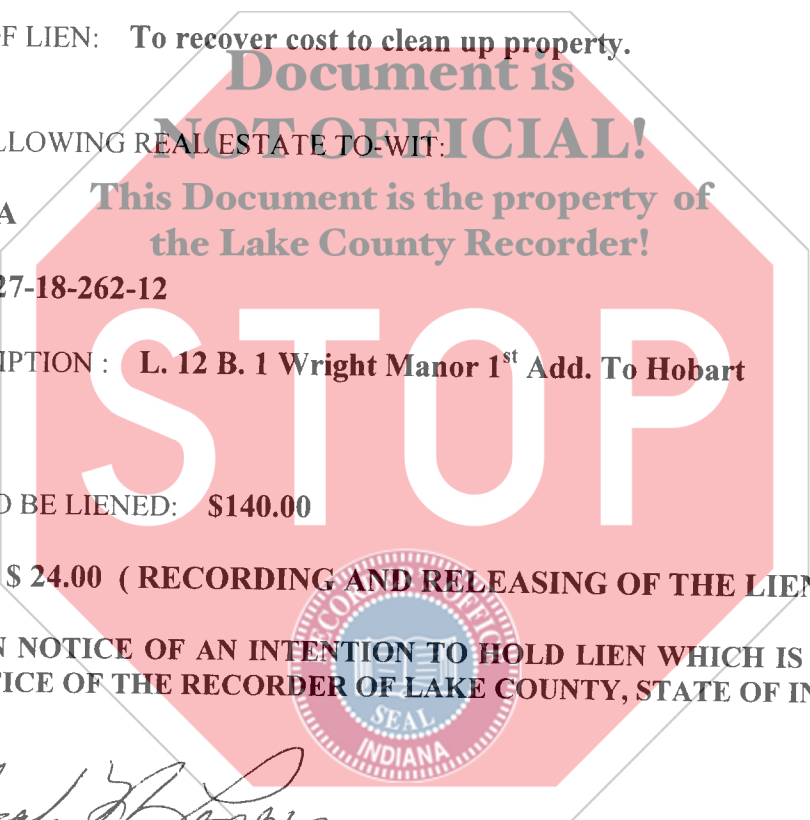 F LIEN: To recover cost to clean up property.
Document is
NOT OFFICIAL!
LLOWING REAL ESTATE TO-WIT:
This Document is the property of
A
the Lake County Recorder!
27-18-262-12
STOP
IPTION : L. 12 B. 1 Wright Manor 1st Add. To Hobart
O BE LIENED: $140.00
$ 24.00 ( RECORDING AND RELEASING OF THE LIEN
N NOTICE OF AN INTENTION TO HOLD LIEN WHICH IS
ICE OF THE RECORDER OF LAKE COUNTY, STATE OF IN
SEAL
INDIANA